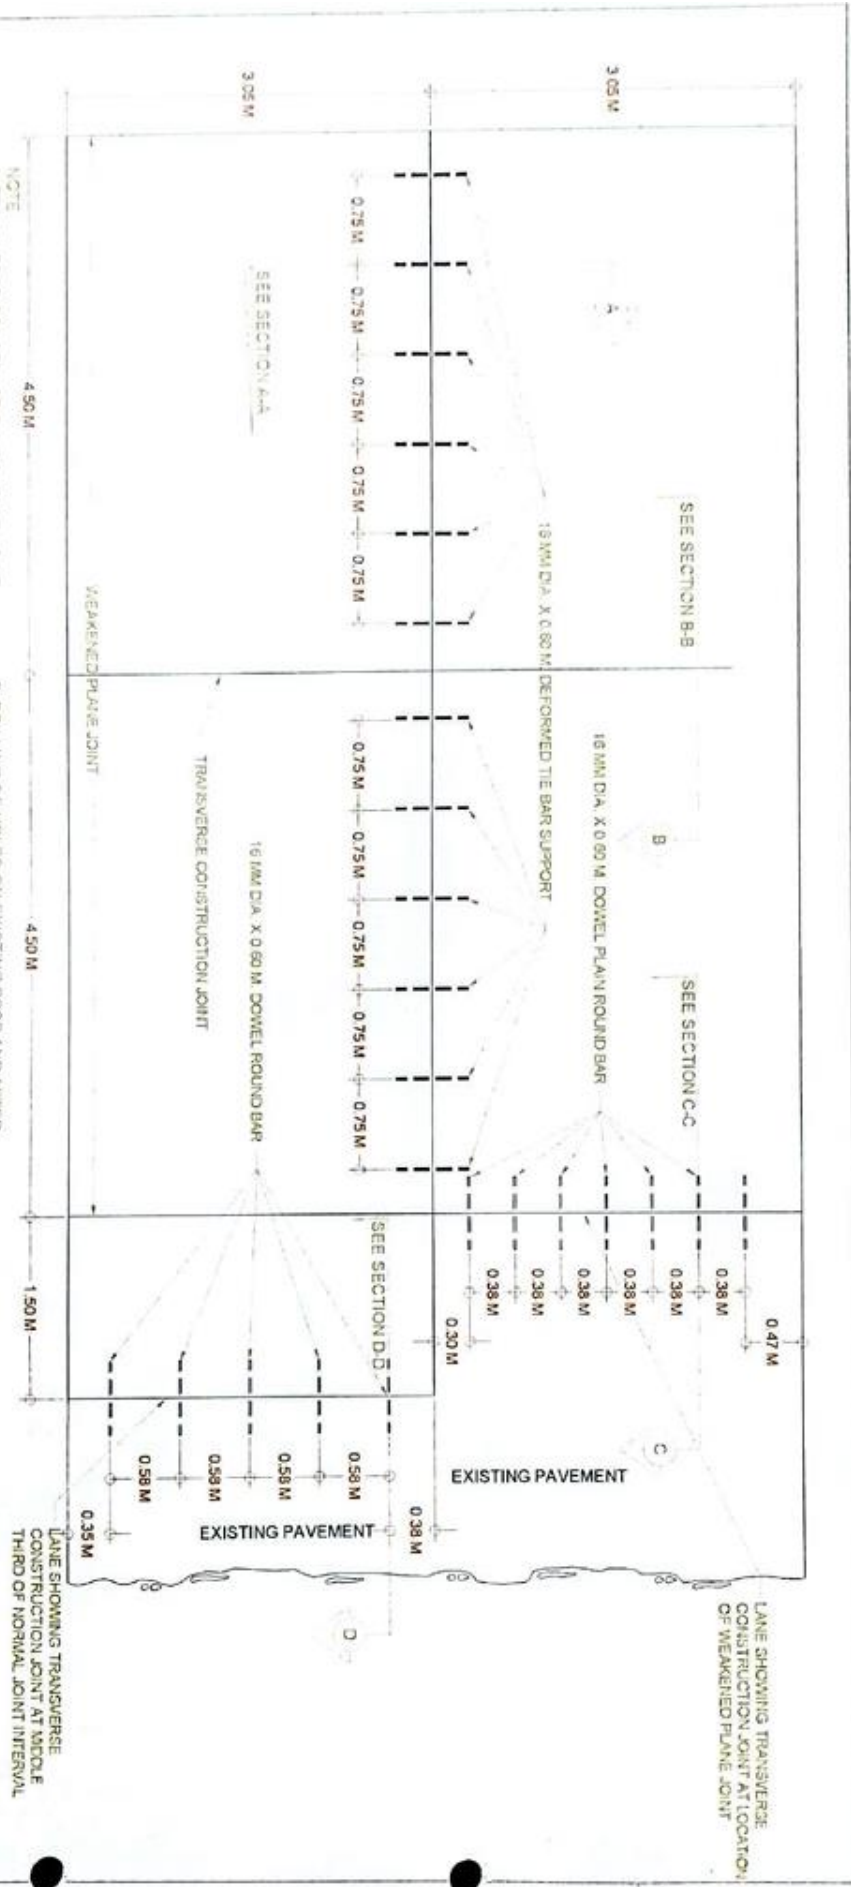 3.05 M
3.05 M
A
SEE SECTION B-B
B
SEE SECTION C-C
16 MM DIA. X 0.60 M. DOWEL PLAIN ROUND BAR
16 MM DIA. X 0.60 M. DEFORMED TIE BAR SUPPORT
0.75 M
0.75 M
0.75 M
0.75 M
0.75 M
0.75 M
0.75 M
0.75 M
0.75 M
0.75 M
SEE SECTION A-A
TRANSVERSE CONSTRUCTION JOINT
16 MM DIA. X 0.60 M. DOWEL ROUND BAR
WEAKENED PLANE JOINT
SEE SECTION D-D
0.47 M
0.38 M
0.38 M
0.38 M
0.38 M
0.38 M
0.38 M
0.30 M
C
EXISTING PAVEMENT
0.38 M
0.58 M
0.58 M
0.58 M
0.58 M
0.35 M
EXISTING PAVEMENT
D
LANE SHOWING TRANSVERSE
CONSTRUCTION JOINT AT LOCATION
OF WEAKENED PLANE JOINT
LANE SHOWING TRANSVERSE
CONSTRUCTION JOINT AT MIDDLE
THIRD OF NORMAL JOINT INTERVAL
4.50 M
4.50 M
1.50 M
NOTE